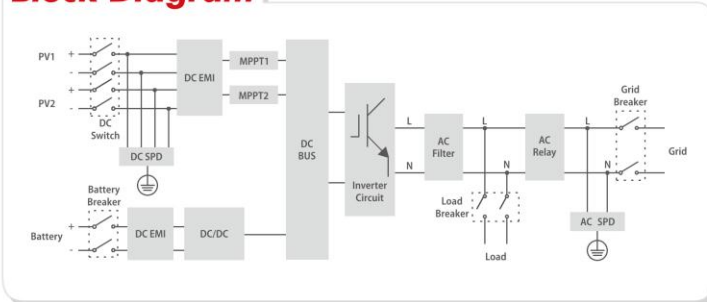 Block Diagram
PV1
+
-
PV2
+
-
DC
Switch
DC EMI
MPPT1
MPPT2
DC SPD
DC
BUS
Inverter
Circuit
L
N
AC
Filter
L
N
Load
Breaker
Load
AC
Relay
L
N
Grid
Breaker
Grid
AC SPD
Battery
Breaker
Battery
+
-
DC EMI
DC/DC